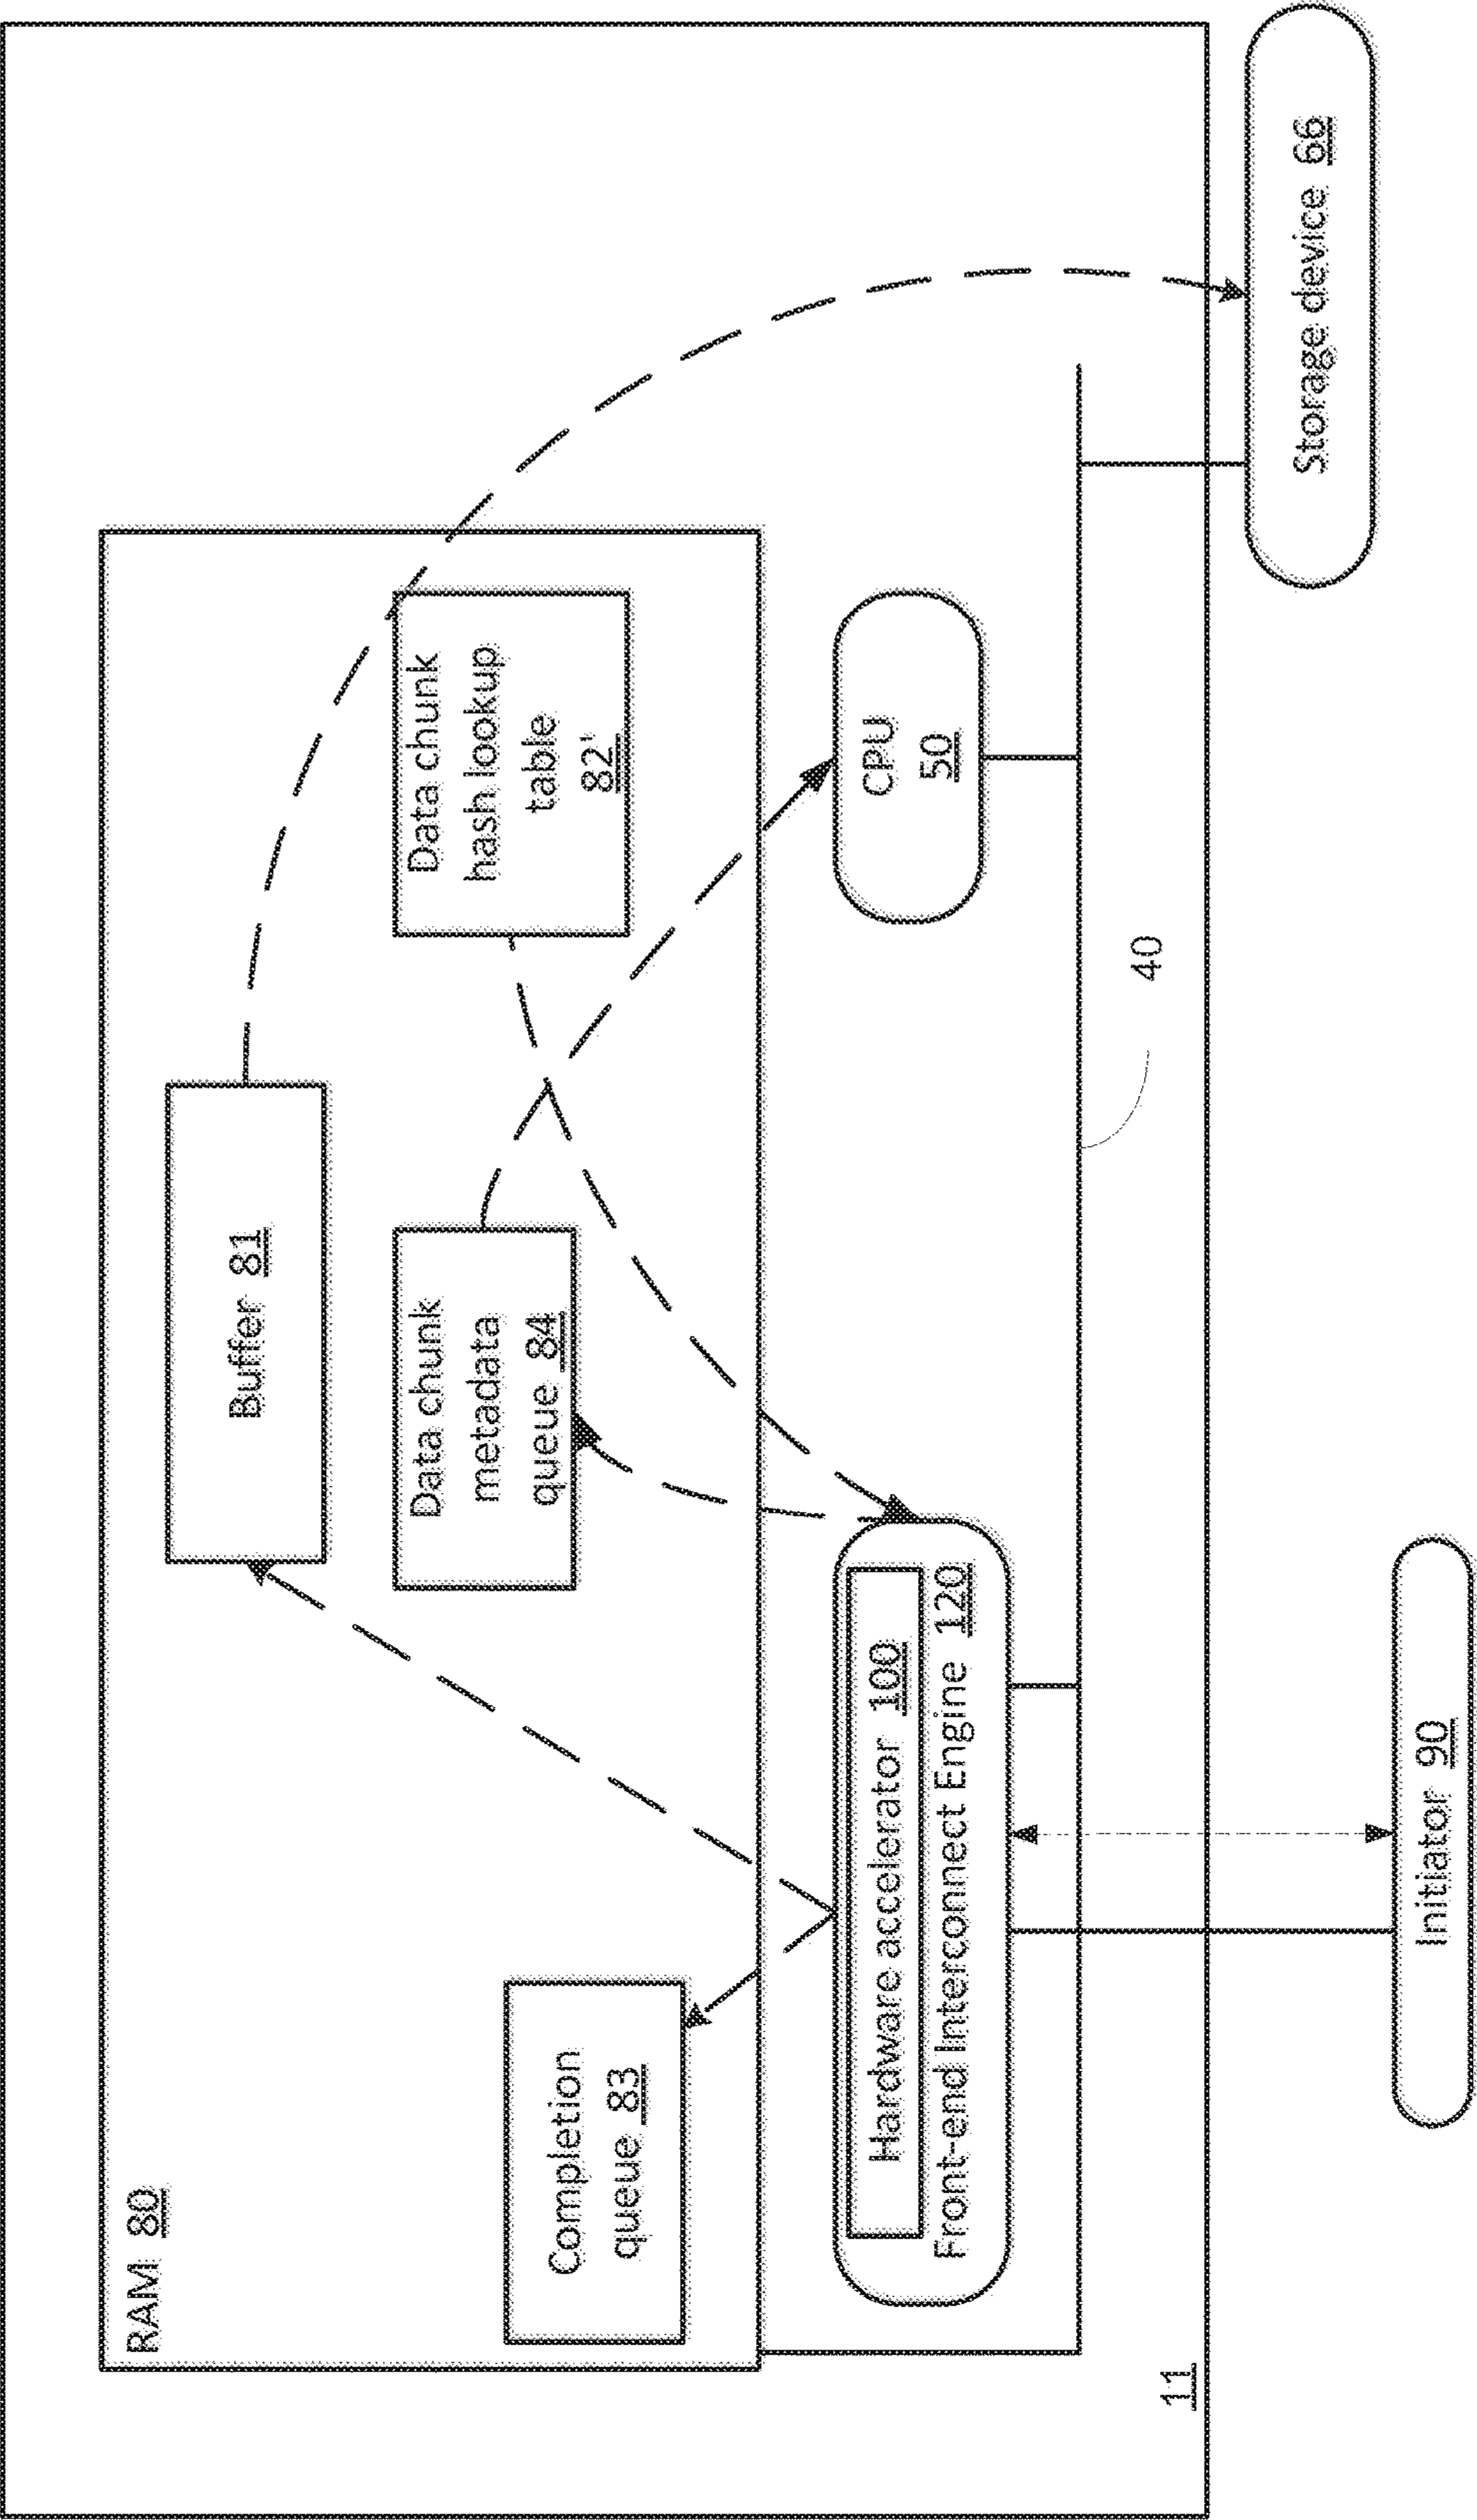 RAM 80
Buffer 81
Completion
queue 83
Data chunk
metadata
queue 84
Data chunk
hash lookup
table
82'
Hardware accelerator 100
Front-end Interconnect Engine 120
CPU
50
40
11
Initiator 90
Storage device 66